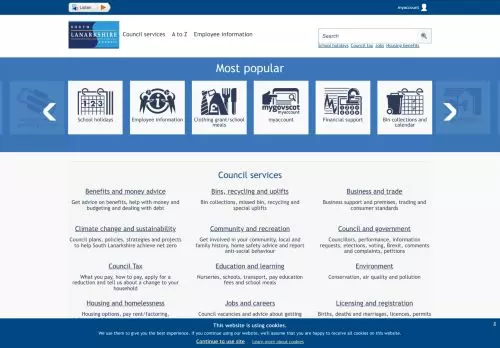 Listen
myaccount
SOUTH
LANARKSHIRE
COUNCIL
Council services A to Z Employee information
Search
School holidays Council tax Jobs Housing benefits
Most popular
School holidays
Employee information
Clothing grant/school
meals
mygovscot
myaccount
myaccount
Financial support
Bin collections and
calendar
Council services
Benefits and money advice
Get advice on benefits, help with money and
budgeting and dealing with debt
Bins, recycling and uplifts
Bin collections, missed bin, recycling and
special uplifts
Business and trade
Business support and premises, trading and
consumer standards
Climate change and sustainability
Council plans, policies, strategies and projects
to help South Lanarkshire achieve net zero
Community and recreation
Get involved in your community, local and
family history, home safety advice and report
anti-social behaviour
Council and government
Councillors, performance, information
requests, elections, voting, Brexit, comments
and complaints, petitions
Council Tax
What you pay, how to pay, apply for a
reduction and tell us about a change to your
household
Education and learning
Nurseries, schools, transport, pay education
fees and school meals
Environment
Conservation, air quality and pollution
Housing and homelessness
Housing options, pay rent/factoring,
Jobs and careers
Council vacancies and advice about getting
Licensing and registration
Births, deaths and marriages, licences, permits
This website is using cookies.
We use them to give you the best experience. If you continue using our website, we'll assume that you are happy to receive all cookies on this website.
Continue to use site Learn more about cookies
x